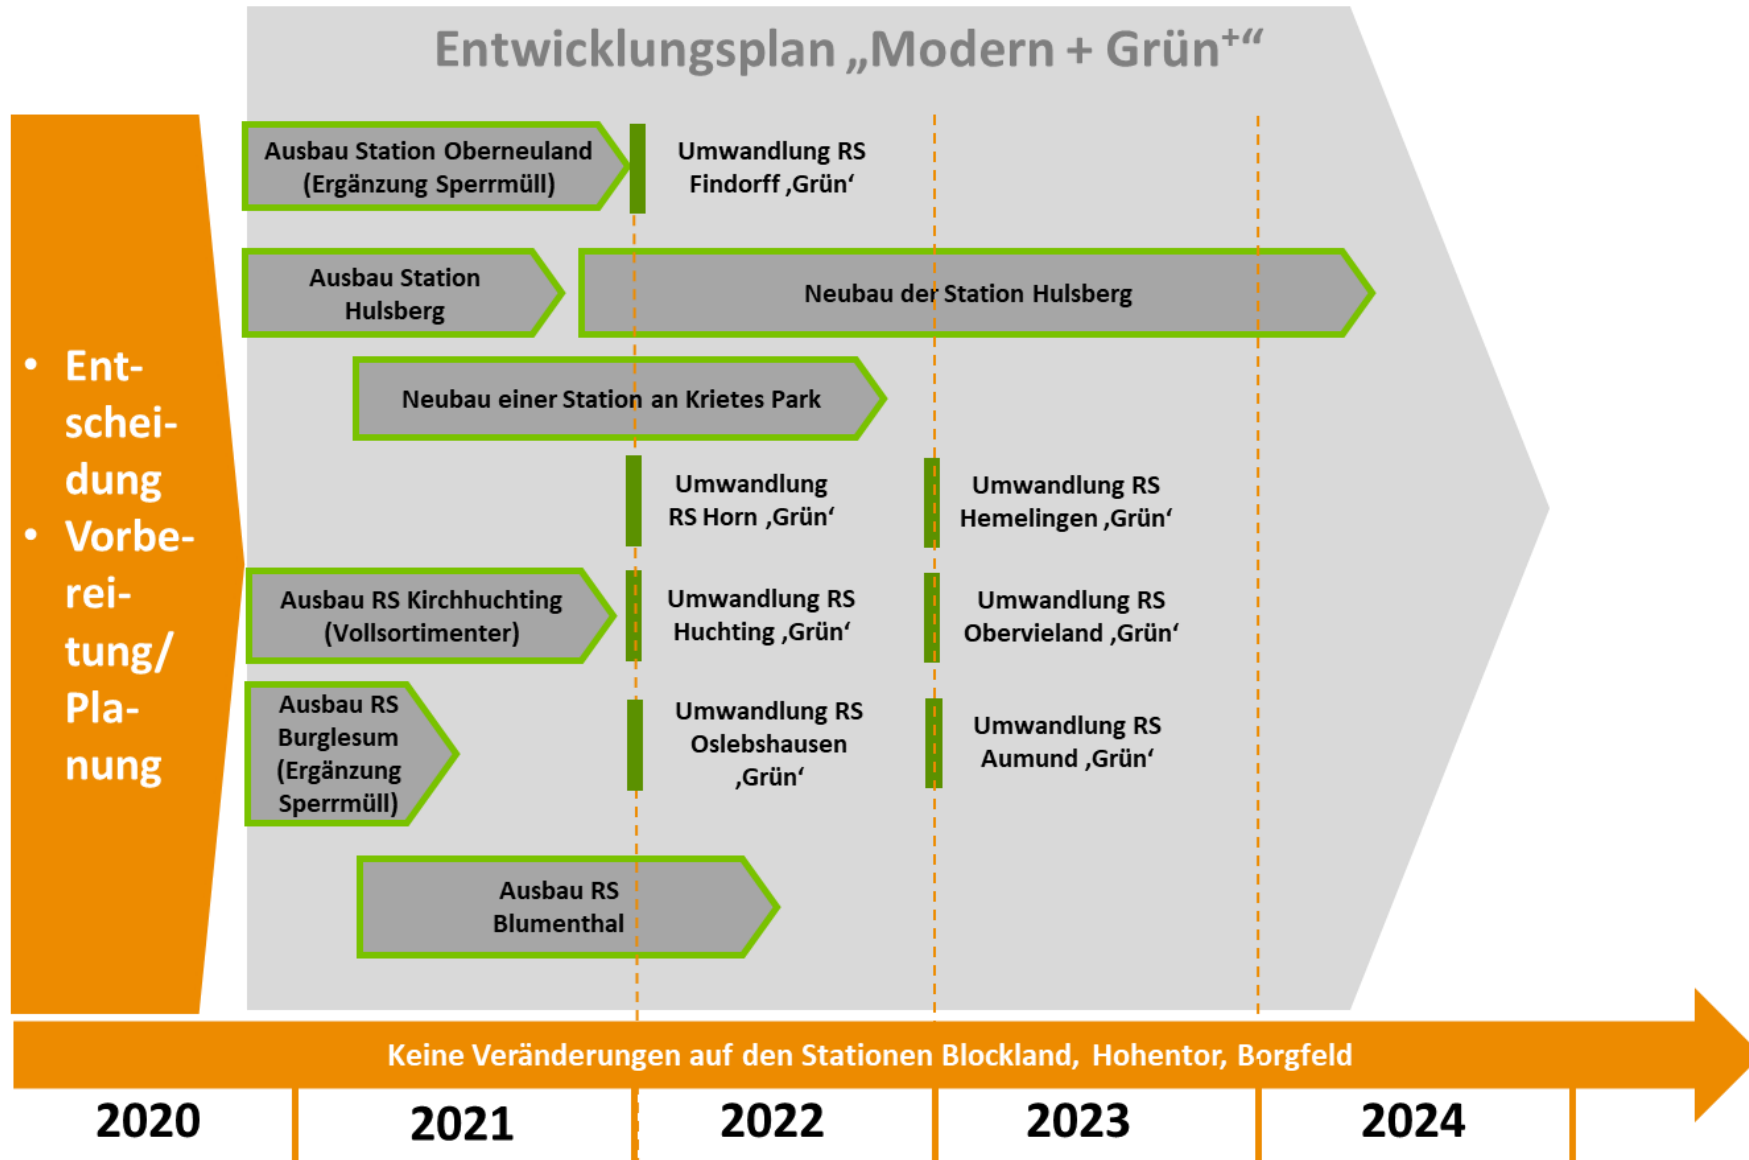 Entwicklungsplan „Modern + Grün⁺“
• Ent-
schei-
dung
• Vorbe-
rei-
tung/
Pla-
nung
Ausbau Station Oberneuland
(Ergänzung Sperrmüll)
Umwandlung RS
Findorff ‚Grün‘
Ausbau Station
Hulsberg
Neubau der Station Hulsberg
Neubau einer Station an Krietes Park
Umwandlung
RS Horn ‚Grün‘
Umwandlung RS
Hemelingen ‚Grün‘
Ausbau RS Kirchhuchting
(Vollsortimenter)
Umwandlung RS
Huchting ‚Grün‘
Umwandlung RS
Obervieland ‚Grün‘
Ausbau RS
Burglesum
(Ergänzung
Sperrmüll)
Umwandlung RS
Oslebshausen
‚Grün‘
Umwandlung RS
Aumund ‚Grün‘
Ausbau RS
Blumenthal
Keine Veränderungen auf den Stationen Blockland, Hohentor, Borgfeld
2020 2021 2022 2023 2024